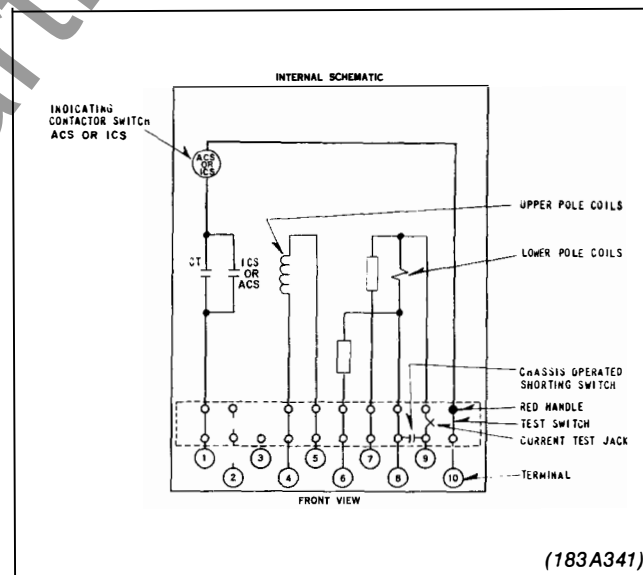 INTERNAL SCHEMATIC
INDICATING
CONTACTOR SWITCH
ACS OR ICS
ACS
OR
ICS
UPPER POLE COILS
LOWER POLE COILS
CT
ICS
OR
ACS
CHASSIS OPERATED
SHORTING SWITCH
RED HANDLE
TEST SWITCH
CURRENT TEST JACK
1 2 3 4 5 6 7 8 9 10
TERMINAL
FRONT VIEW
(183A341)